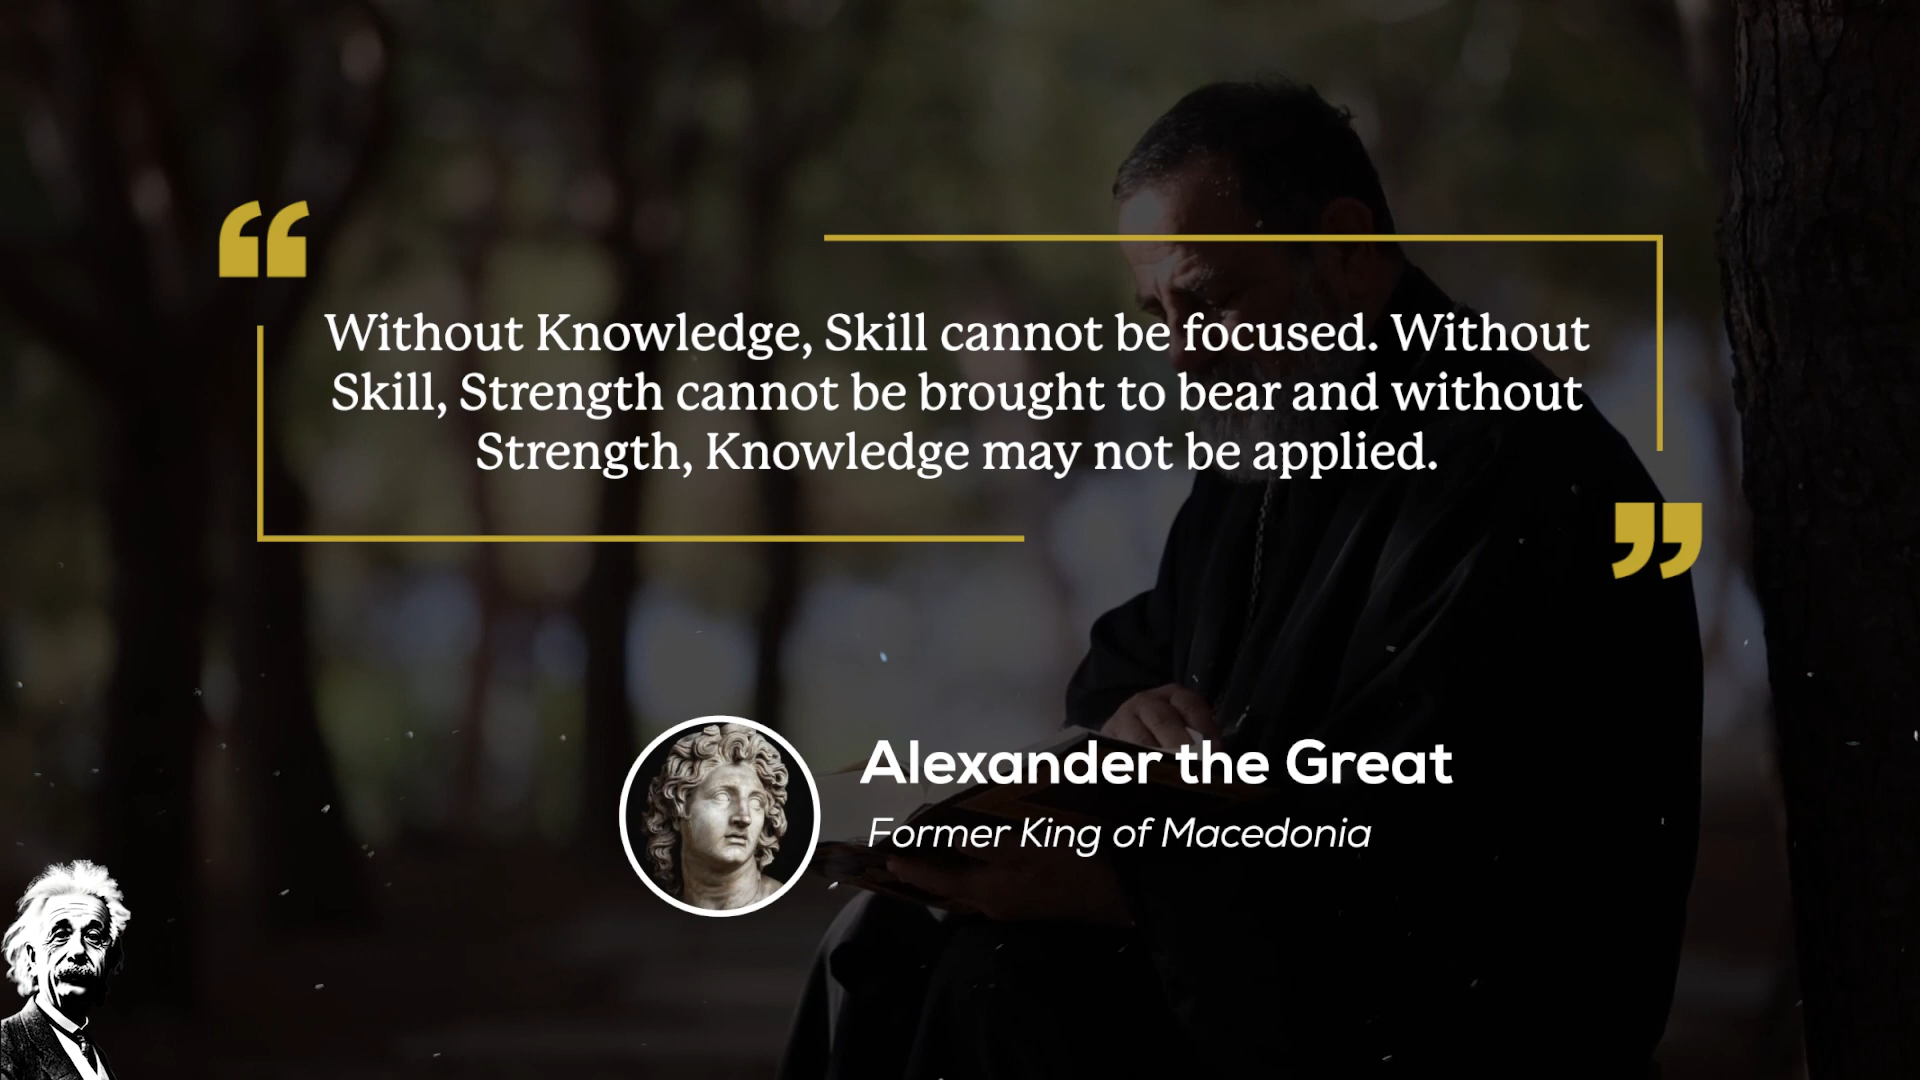 “
Without Knowledge, Skill cannot be focused. Without
Skill, Strength cannot be brought to bear and without
Strength, Knowledge may not be applied.
”
Alexander the Great
Former King of Macedonia